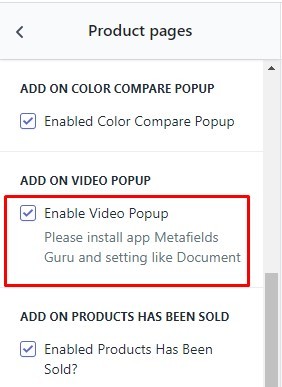 Product pages
ADD ON COLOR COMPARE POPUP
Enabled Color Compare Popup
ADD ON VIDEO POPUP
Enable Video Popup
Please install app Metafields
Guru and setting like Document
ADD ON PRODUCTS HAS BEEN SOLD
Enabled Products Has Been
Sold?